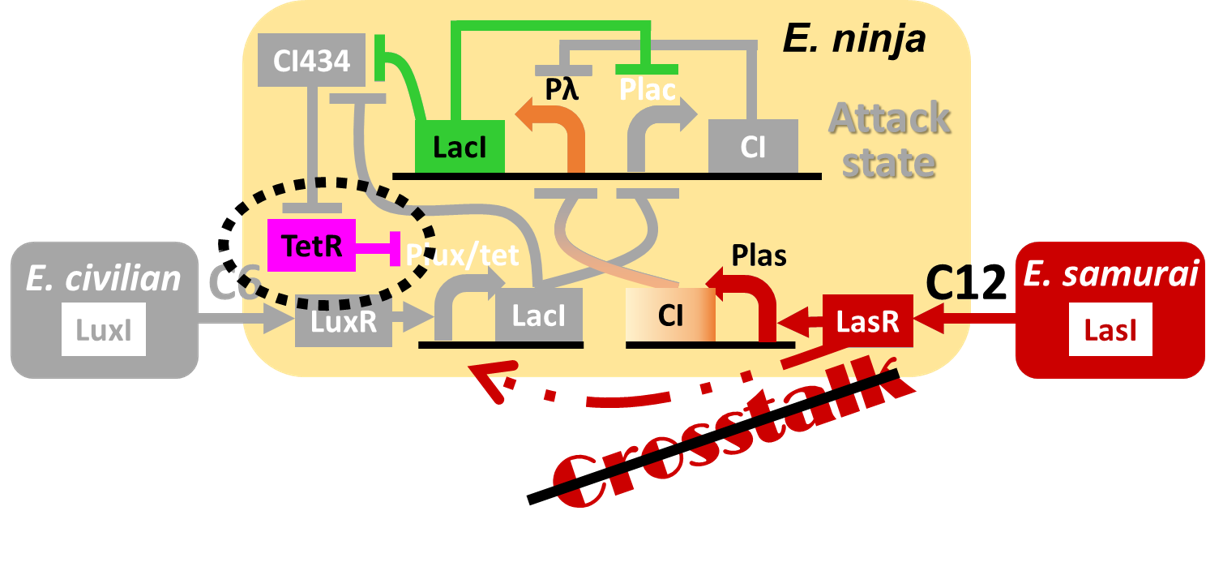 E. ninja
CI434
Pλ
Plac
LacI
CI
Attack
state
TetR
Plux/tet
Plas
E. civilian
LuxI
C6
LuxR
LacI
CI
LasR
C12
E. samurai
LasI
Crosstalk